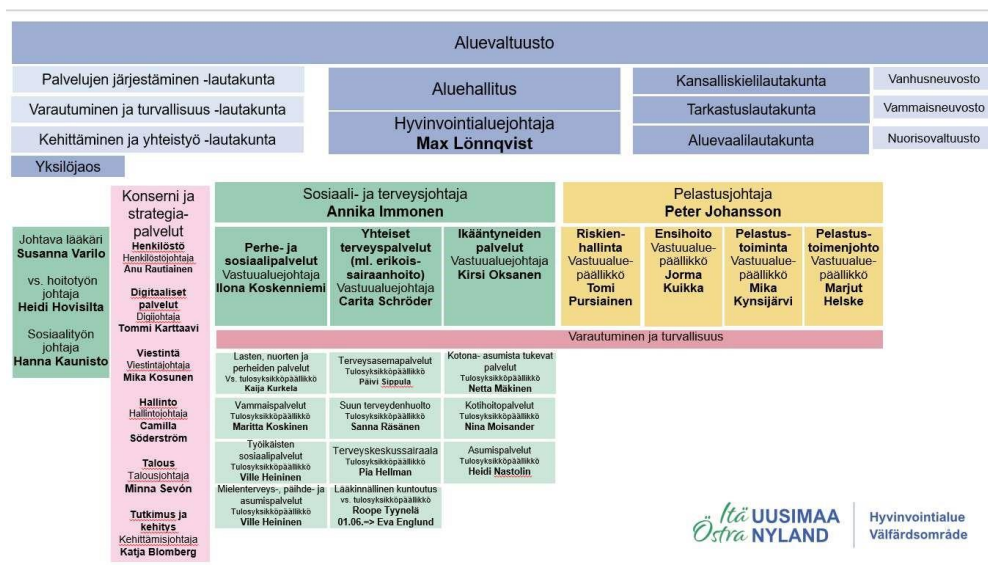 Aluevaltuusto
Palvelujen järjestäminen -lautakunta
Varautuminen ja turvallisuus -lautakunta
Kehittäminen ja yhteistyö -lautakunta
Yksilöjaos
Aluehallitus
Hyvinvointialuejohtaja
Max Lönnqvist
Kansalliskielilautakunta
Tarkastuslautakunta
Aluevaalilautakunta
Vanhusneuvosto
Vammaisneuvosto
Nuorisovaltuusto
Johtava lääkäri
Susanna Varilo
vs. hoitotyön
johtaja
Heidi Hovisilta
Sosiaalityön
johtaja
Hanna Kaunisto
Konserni ja
strategia-
palvelut
Henkilöstö
Henkilöstöjohtaja
Anu Rautiainen
Digitaaliset
palvelut
Digijohtaja
Tommi Karttaavi
Viestintä
Viestintäjohtaja
Mika Kosunen
Hallinto
Hallintojohtaja
Camilla
Söderström
Talous
Talousjohtaja
Minna Sevón
Tutkimus ja
kehitys
Kehittämisjohtaja
Katja Blomberg
Sosiaali- ja terveysjohtaja
Annika Immonen
Perhe- ja
sosiaalipalvelut
Vastuualuejohtaja
Ilona Koskenniemi
Yhteiset
terveyspalvelut
(ml. erikois-
sairaanhoito)
Vastuualuejohtaja
Carita Schröder
Ikääntyneiden
palvelut
Vastuualuejohtaja
Kirsi Oksanen
Pelastusjohtaja
Peter Johansson
Riskien-
hallinta
Vastuualue-
päällikkö
Tomi
Pursiainen
Ensihoito
Vastuualue-
päällikkö
Jorma
Kuikka
Pelastus-
toiminta
Vastuualue-
päällikkö
Mika
Kynsijärvi
Pelastus-
toimenjohto
Vastuualue-
päällikkö
Marjut
Helske
Varautuminen ja turvallisuus
Lasten, nuorten ja
perheiden palvelut
Vs. tulosyksikköpäällikkö
Kaija Kurkela
Vammaispalvelut
Tulosyksikköpäällikkö
Maritta Koskinen
Työikäisten
sosiaalipalvelut
Tulosyksikköpäällikkö
Ville Heininen
Mielenterveys-, päihde- ja
asumispalvelut
Tulosyksikköpäällikkö
Ville Heininen
Terveysasemapalvelut
Tulosyksikköpäällikkö
Päivi Sippula
Suun terveydenhuolto
Tulosyksikköpäällikkö
Sanna Räsänen
Terveyskeskussairaala
Tulosyksikköpäällikkö
Pia Hellman
Lääkinnällinen kuntoutus
vs. tulosyksikköpäällikkö
Roope Tyynelä
01.06.=> Eva Englund
Kotona- asumista tukevat
palvelut
Tulosyksikköpäällikkö
Netta Mäkinen
Kotihoitopalvelut
Tulosyksikköpäällikkö
Nina Moisander
Asumispalvelut
Tulosyksikköpäällikkö
Heidi Nastolin
Itä UUSIMAA
Östra NYLAND
Hyvinvointialue
Välfärdsområde